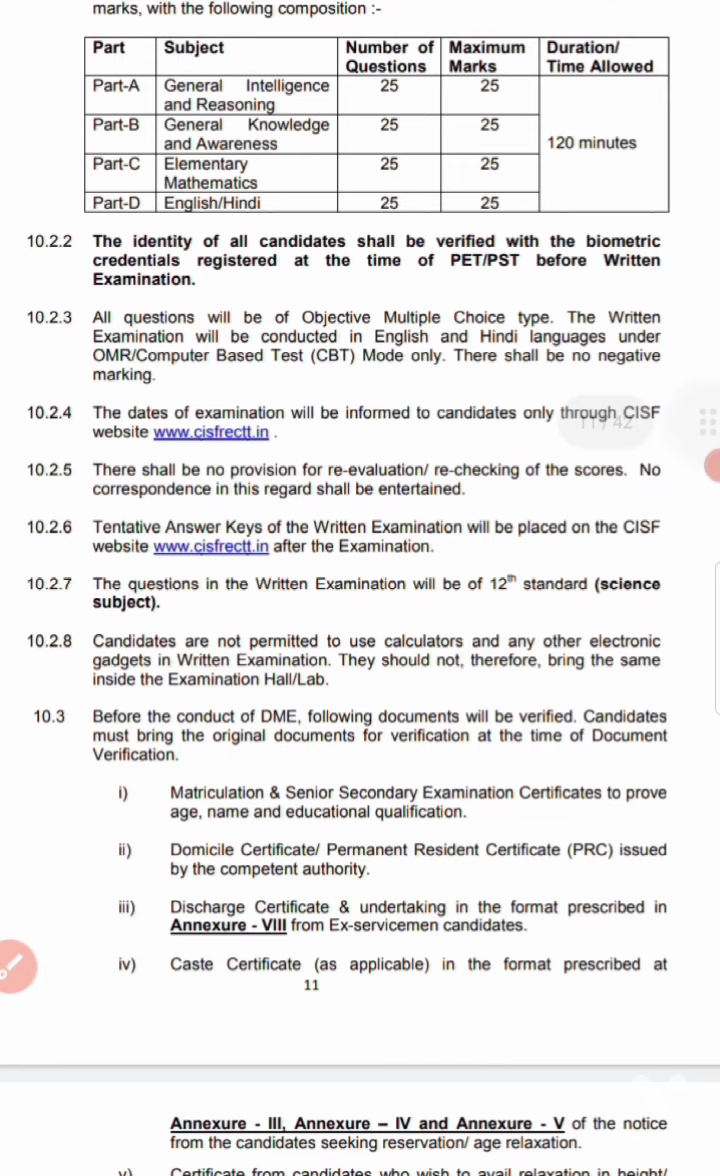 marks, with the following composition :-
Part Subject Number of Questions Maximum Marks Duration/ Time Allowed
Part-A General Intelligence and Reasoning 25 25 120 minutes
Part-B General Knowledge and Awareness 25 25
Part-C Elementary Mathematics 25 25
Part-D English/Hindi 25 25
10.2.2 The identity of all candidates shall be verified with the biometric
credentials registered at the time of PET/PST before Written
Examination.
10.2.3 All questions will be of Objective Multiple Choice type. The Written
Examination will be conducted in English and Hindi languages under
OMR/Computer Based Test (CBT) Mode only. There shall be no negative
marking.
10.2.4 The dates of examination will be informed to candidates only through CISF
11 / 42
website www.cisfrectt.in .
10.2.5 There shall be no provision for re-evaluation/ re-checking of the scores. No
correspondence in this regard shall be entertained.
10.2.6 Tentative Answer Keys of the Written Examination will be placed on the CISF
website www.cisfrectt.in after the Examination.
10.2.7 The questions in the Written Examination will be of 12th standard (science
subject).
10.2.8 Candidates are not permitted to use calculators and any other electronic
gadgets in Written Examination. They should not, therefore, bring the same
inside the Examination Hall/Lab.
10.3 Before the conduct of DME, following documents will be verified. Candidates
must bring the original documents for verification at the time of Document
Verification.
i) Matriculation & Senior Secondary Examination Certificates to prove
age, name and educational qualification.
ii) Domicile Certificate/ Permanent Resident Certificate (PRC) issued
by the competent authority.
iii) Discharge Certificate & undertaking in the format prescribed in
Annexure - VIII from Ex-servicemen candidates.
iv) Caste Certificate (as applicable) in the format prescribed at
11
Annexure - III, Annexure – IV and Annexure - V of the notice
from the candidates seeking reservation/ age relaxation.
v) Certificate from candidates who wish to avail relaxation in height/